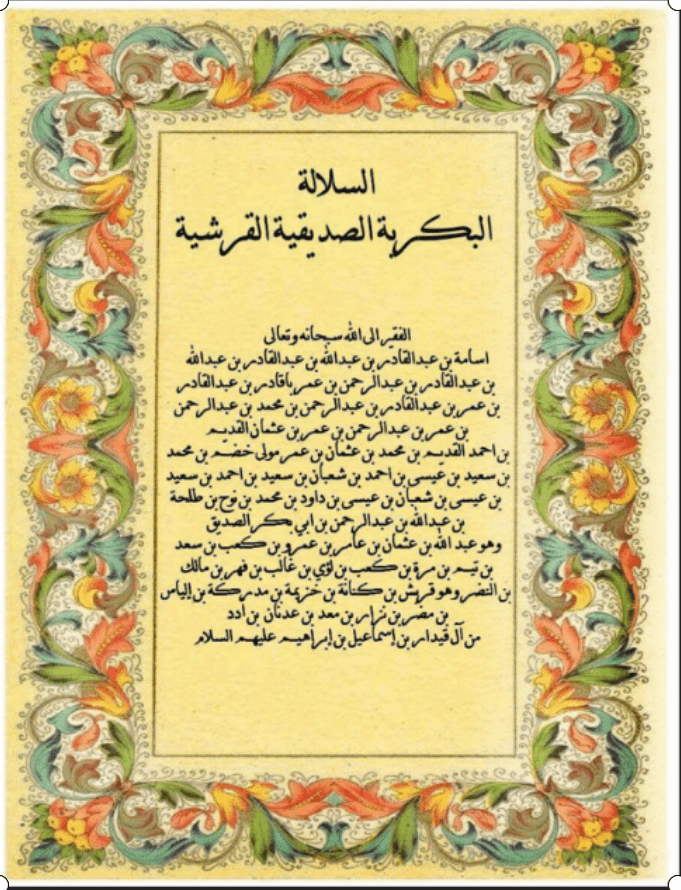 السلالة
البكرية الصديقية القرشية
الفقير الى الله سبحانه وتعالى
اسامة بن عبدالقادر بن عبدالله بن عبدالقادر بن عبدالله
بن عبدالقادر بن عبدالرحمن بن عمر باقادر بن عبدالقادر
بن عمر بن عبدالقادر بن عبدالرحمن بن محمد بن عبدالرحمن
بن عمر بن عبدالرحمن بن عمر بن عثمان القديم
بن احمد القديم بن محمد بن عثمان بن عمر مولى خضم بن محمد
بن سعيد بن عيسى بن احمد بن شعبان بن سعيد بن احمد بن سعيد
بن عيسى بن شعبان بن عيسى بن داود بن محمد بن نوح بن طلحة
بن عبدالله بن عبدالرحمن بن ابي بكر الصديق
وهو عبد الله بن عثمان بن عامر بن عمرو بن كعب بن سعد
بن تيم بن مرة بن كعب بن لؤي بن غالب بن فهر بن مالك
بن النضر وهو قريش بن كنانة بن خزيمة بن مدركة بن إلياس
بن مضر بن نزار بن معد بن عدنان بن أدد
من آل قيدار بن إسماعيل بن إبراهيم عليهم السلام